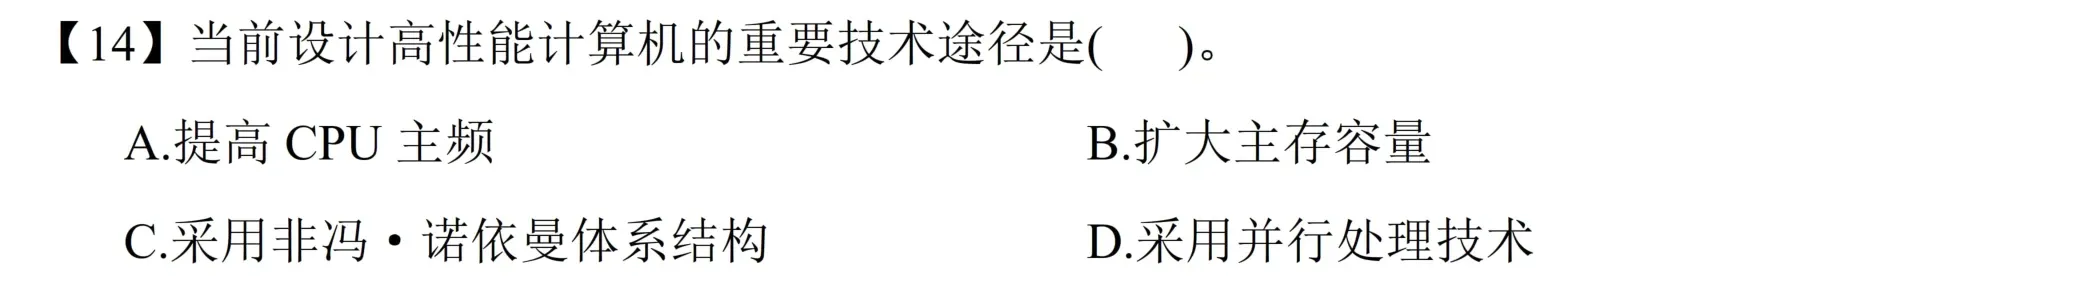 【14】当前设计高性能计算机的重要技术途径是(　　)。
A.提高 CPU 主频　　B.扩大主存容量
C.采用非冯·诺依曼体系结构　　D.采用并行处理技术